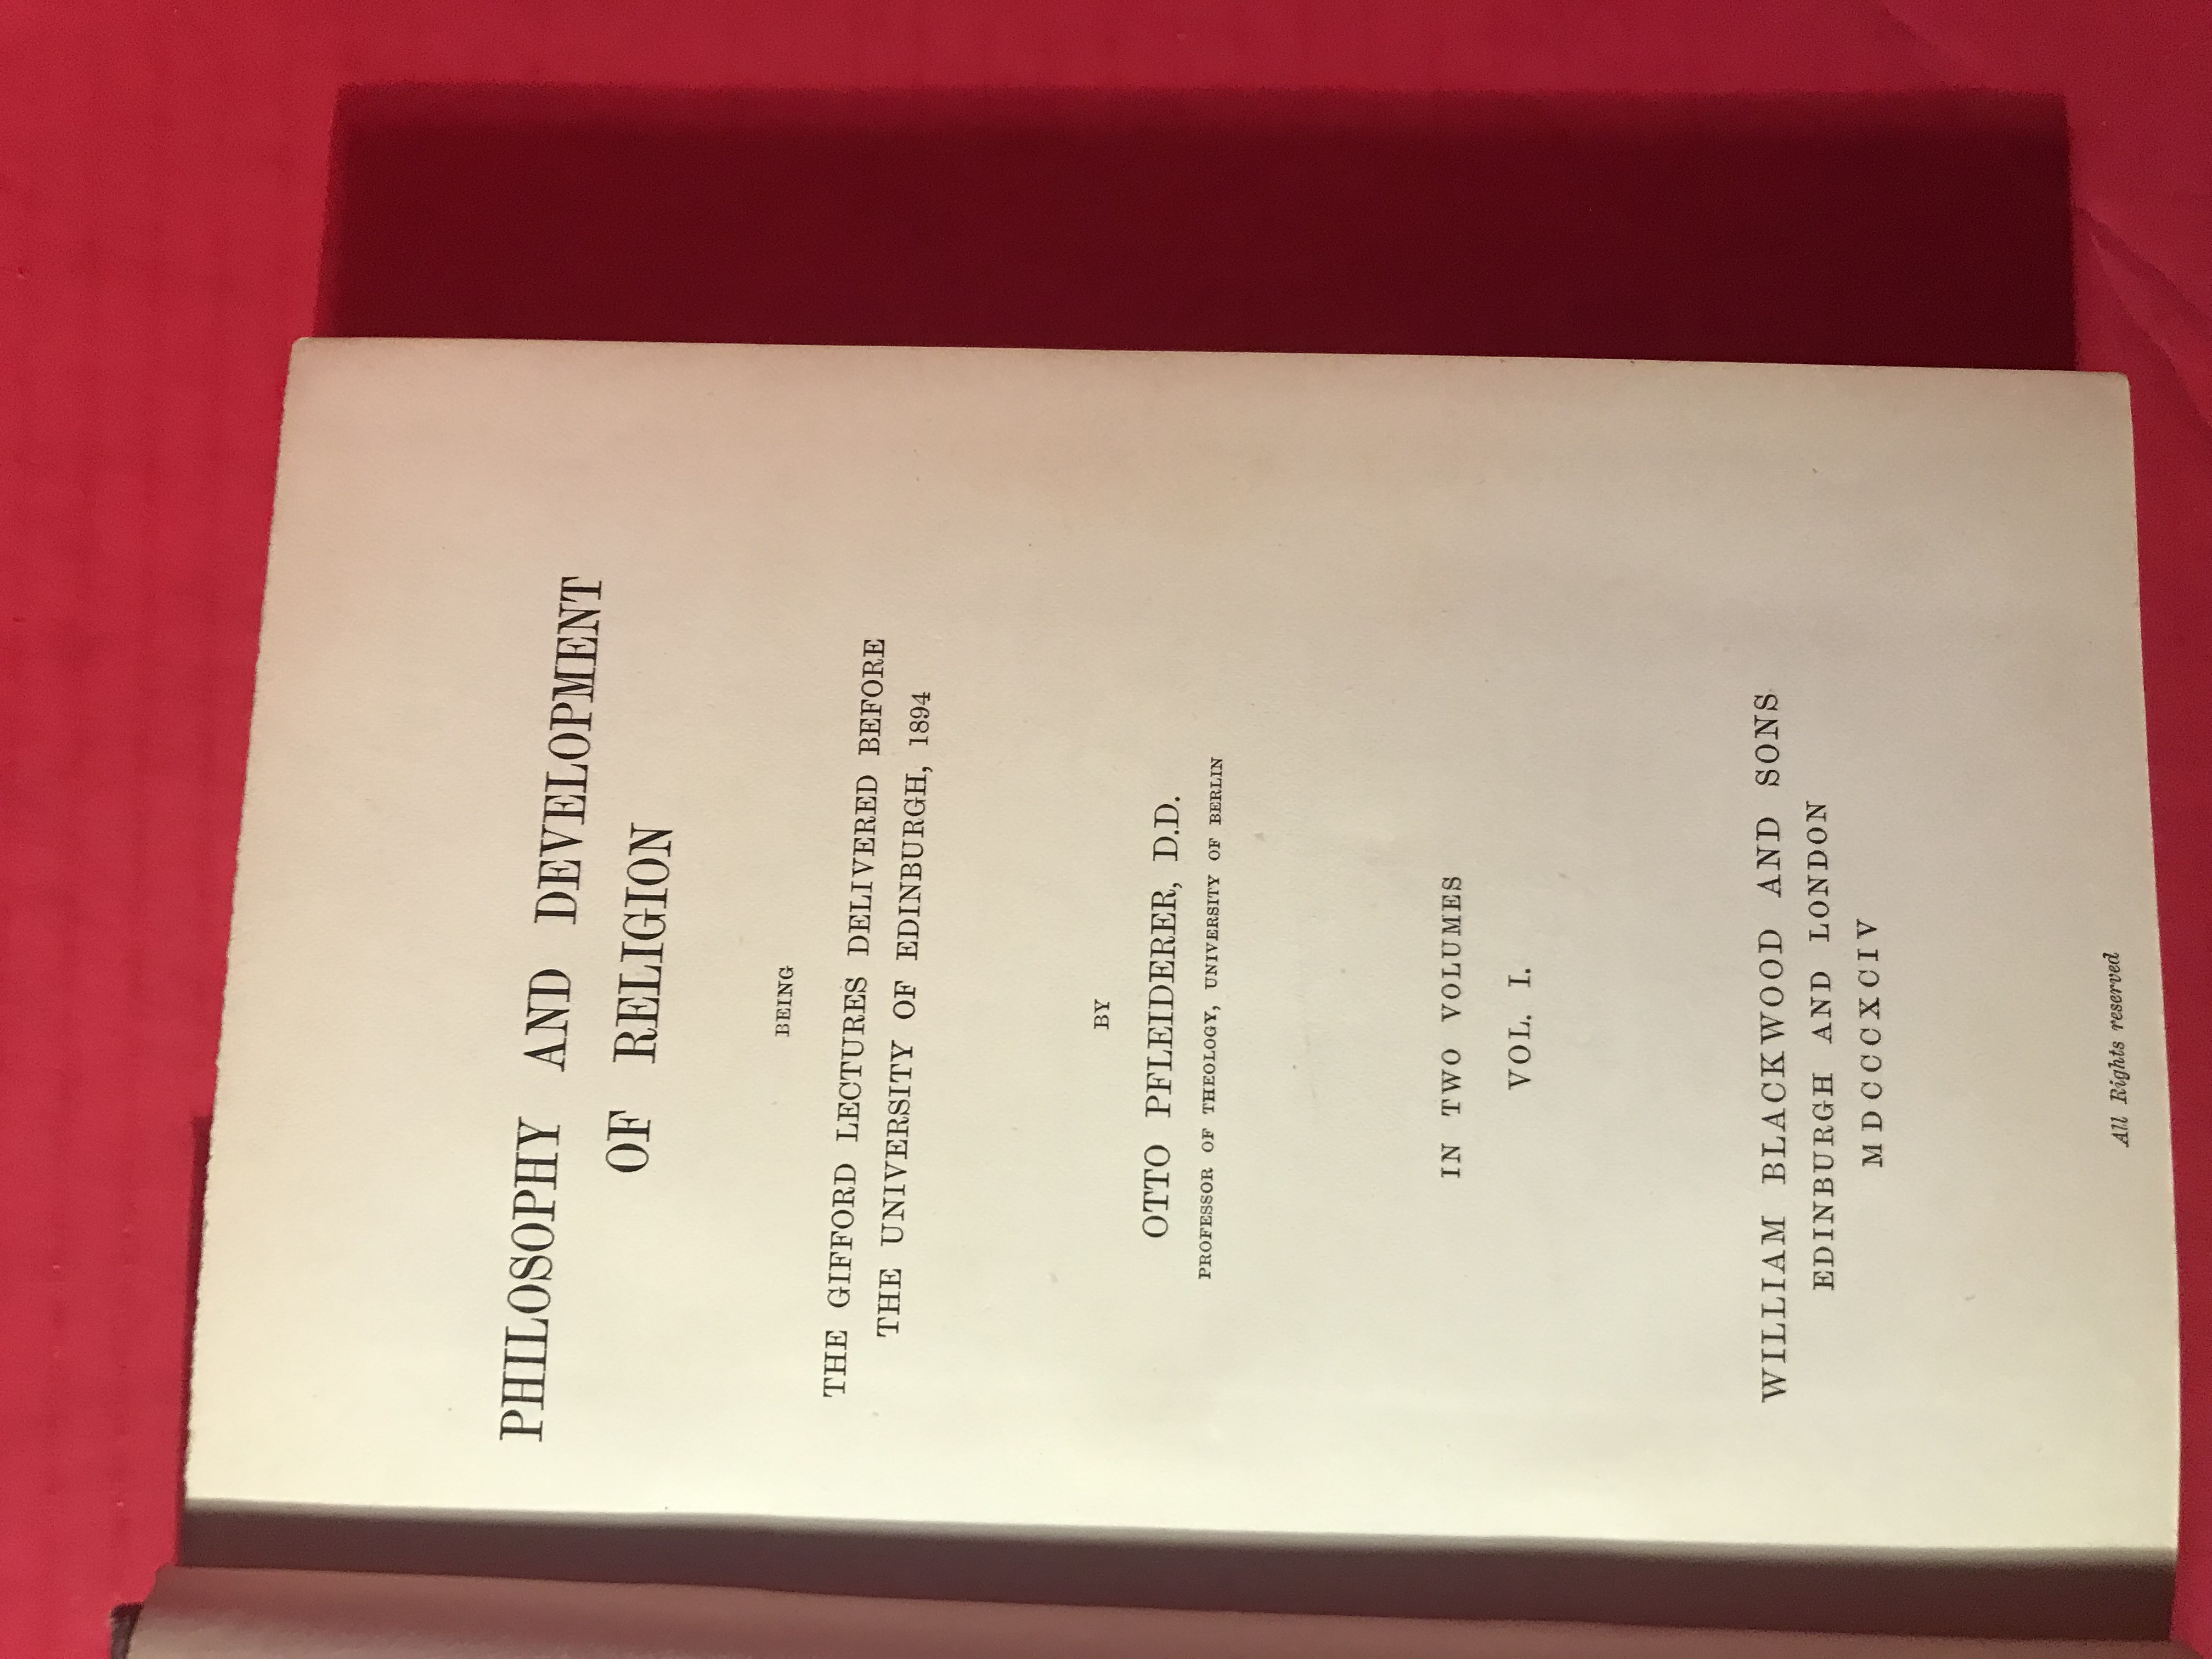 PHILOSOPHY AND DEVELOPMENT
OF RELIGION
BEING
THE GIFFORD LECTURES DELIVERED BEFORE
THE UNIVERSITY OF EDINBURGH, 1894
BY
OTTO PFLEIDERER, D.D.
PROFESSOR OF THEOLOGY, UNIVERSITY OF BERLIN
IN TWO VOLUMES
VOL. I.
WILLIAM BLACKWOOD AND SONS
EDINBURGH AND LONDON
MDCCCXCIV
All Rights reserved